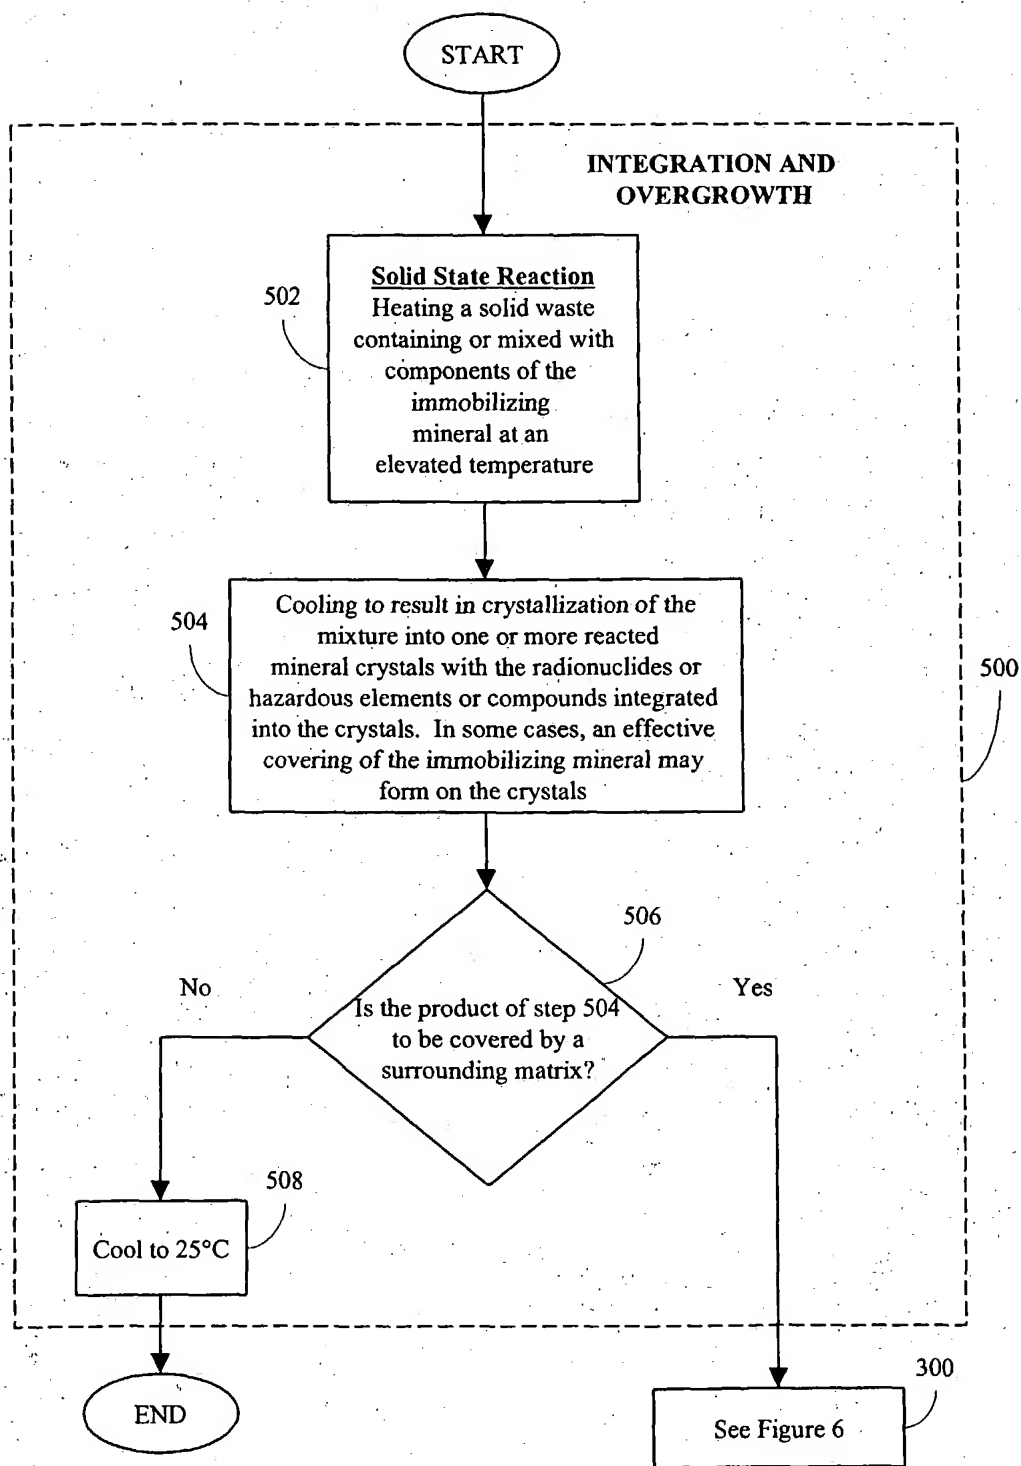 START
INTEGRATION AND
OVERGROWTH
502
Solid State Reaction
Heating a solid waste
containing or mixed with
components of the
immobilizing
mineral at an
elevated temperature
504
Cooling to result in crystallization of the
mixture into one or more reacted
mineral crystals with the radionuclides or
hazardous elements or compounds integrated
into the crystals. In some cases, an effective
covering of the immobilizing mineral may
form on the crystals
500
506
No
Yes
Is the product of step 504
to be covered by a
surrounding matrix?
508
Cool to 25°C
END
300
See Figure 6